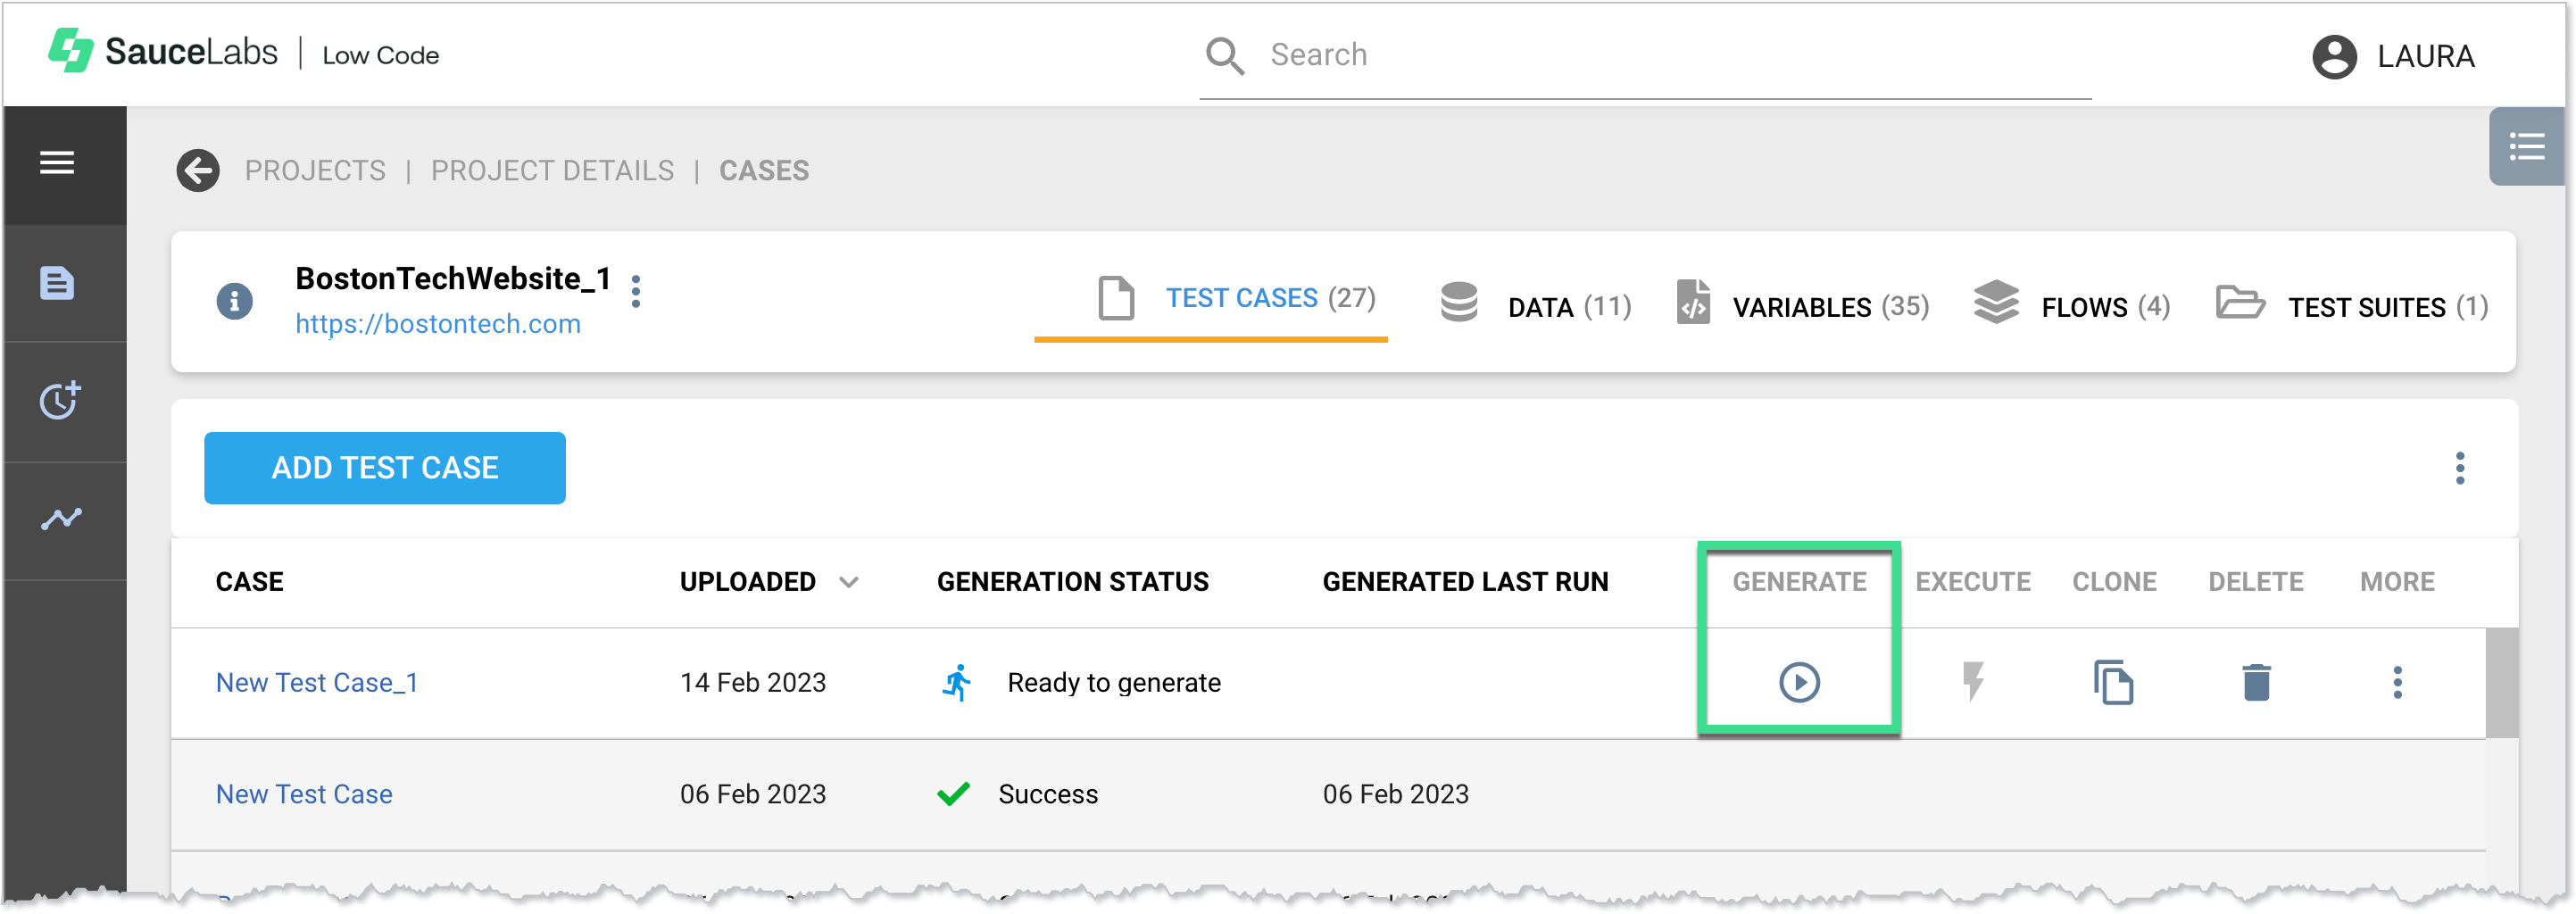 SauceLabs | Low Code
Search
LAURA
PROJECTS | PROJECT DETAILS | CASES
BostonTechWebsite_1
https://bostontech.com
TEST CASES (27)
DATA (11)
VARIABLES (35)
FLOWS (4)
TEST SUITES (1)
ADD TEST CASE
CASE UPLOADED GENERATION STATUS GENERATED LAST RUN GENERATE EXECUTE CLONE DELETE MORE
New Test Case_1 14 Feb 2023 Ready to generate
New Test Case 06 Feb 2023 Success 06 Feb 2023